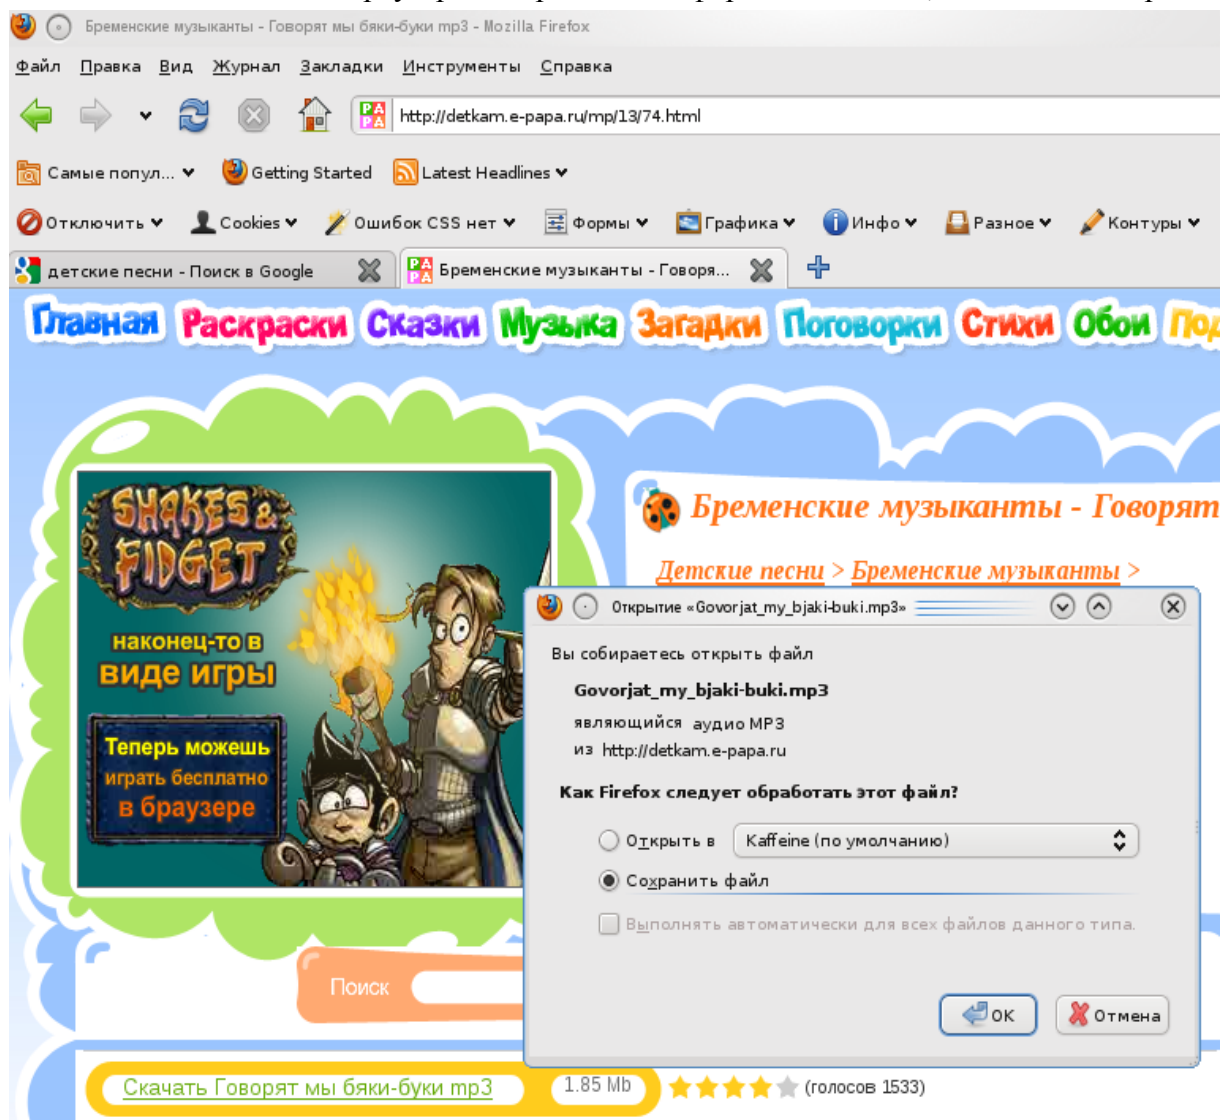 Бременские музыканты - Говорят мы бяки-буки mp3 - Mozilla Firefox
Файл Правка Вид Журнал Закладки Инструменты Справка
PA PA http://detkam.e-papa.ru/mp/13/74.html
Самые попул... Getting Started Latest Headlines
Отключить Cookies Ошибок CSS нет Формы Графика Инфо Разное Контуры
детские песни - Поиск в Google PA PA Бременские музыканты - Говоря...
Главная Раскраски Сказки Музыка Загадки Поговорки Стихи Обои
SHAKES &
FIDGET
наконец-то в
виде игры
Теперь можешь
играть бесплатно
в браузере
Бременские музыканты - Говорят
Детские песни > Бременские музыканты >
Открытие «Govorjat_my_bjaki-buki.mp3»
Вы собираетесь открыть файл
Govorjat_my_bjaki-buki.mp3
являющийся аудио MP3
из http://detkam.e-papa.ru
Как Firefox следует обработать этот файл?
Открыть в Kaffeine (по умолчанию)
Сохранить файл
Выполнять автоматически для всех файлов данного типа.
OK Отмена
Поиск
Скачать Говорят мы бяки-буки mp3 1.85 Mb (голосов 1533)